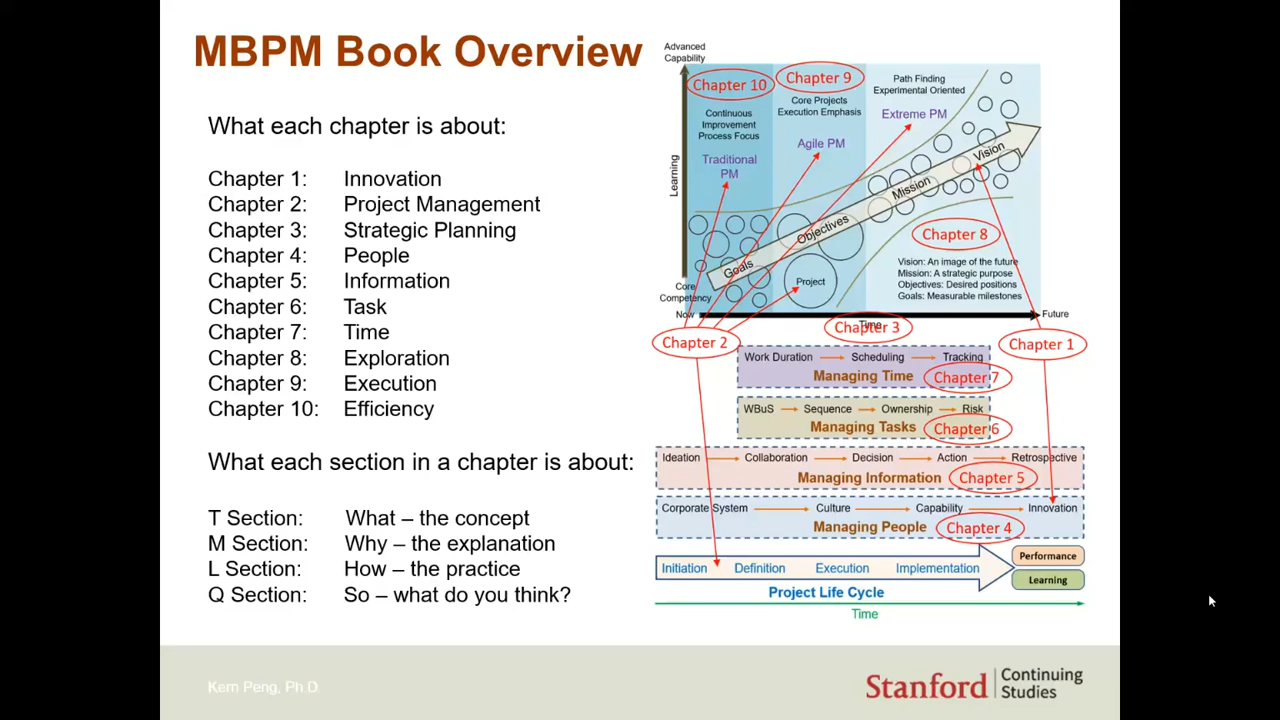 MBPM Book Overview
What each chapter is about:
Chapter 1: Innovation
Chapter 2: Project Management
Chapter 3: Strategic Planning
Chapter 4: People
Chapter 5: Information
Chapter 6: Task
Chapter 7: Time
Chapter 8: Exploration
Chapter 9: Execution
Chapter 10: Efficiency
What each section in a chapter is about:
T Section: What – the concept
M Section: Why – the explanation
L Section: How – the practice
Q Section: So – what do you think?
Advanced
Capability
Learning
Core
Competency
Chapter 10
Continuous
Improvement
Process Focus
Traditional
PM
Chapter 9
Core Projects
Execution Emphasis
Agile PM
Path Finding
Experimental Oriented
Extreme PM
Goals
Objectives
Mission
Vision
Project
Chapter 8
Vision: An image of the future
Mission: A strategic purpose
Objectives: Desired positions
Goals: Measurable milestones
Now
Time
Future
Chapter 3
Chapter 2
Chapter 1
Work Duration Scheduling Tracking
Managing Time Chapter 7
WBuS Sequence Ownership Risk
Managing Tasks Chapter 6
Ideation Collaboration Decision Action Retrospective
Managing Information Chapter 5
Corporate System Culture Capability Innovation
Managing People Chapter 4
Initiation Definition Execution Implementation
Performance
Learning
Project Life Cycle
Time
Kern Peng, Ph.D
Stanford
Continuing
Studies